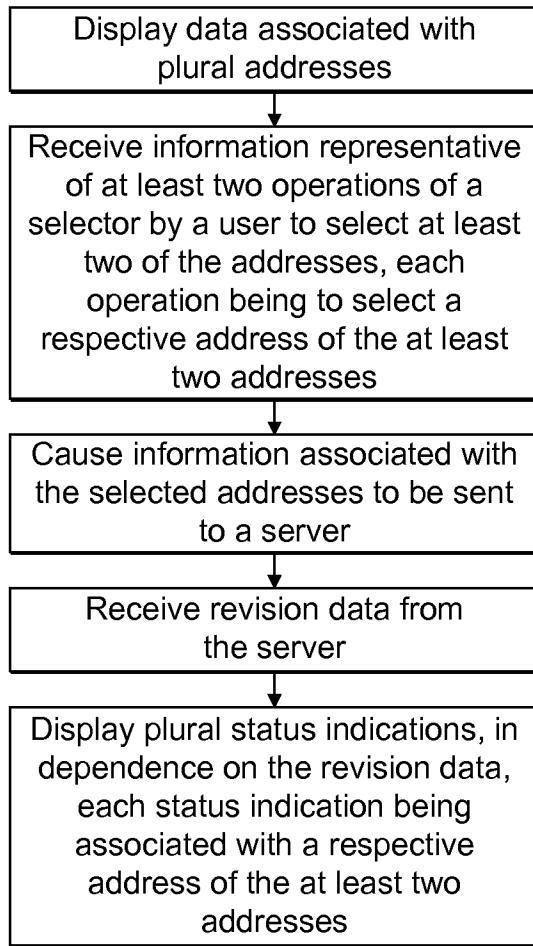 Display data associated with
plural addresses
Receive information representative
of at least two operations of a
selector by a user to select at least
two of the addresses, each
operation being to select a
respective address of the at least
two addresses
Cause information associated with
the selected addresses to be sent
to a server
Receive revision data from
the server
Display plural status indications, in
dependence on the revision data,
each status indication being
associated with a respective
address of the at least two
addresses